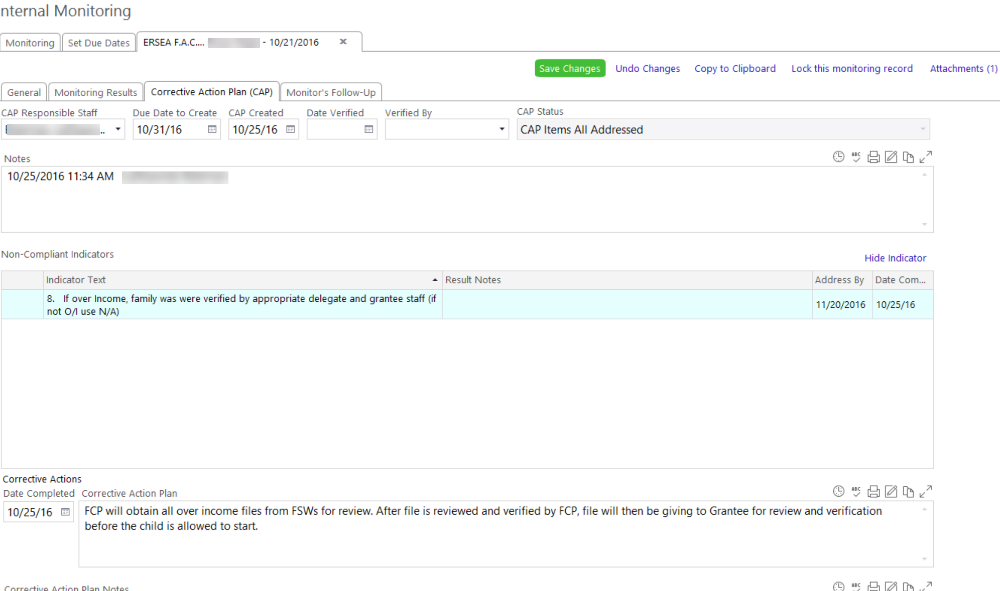 nternal Monitoring
Monitoring
Set Due Dates
ERSEA F.A.C.... - 10/21/2016
Save Changes
Undo Changes
Copy to Clipboard
Lock this monitoring record
Attachments (1)
General
Monitoring Results
Corrective Action Plan (CAP)
Monitor's Follow-Up
CAP Responsible Staff
Due Date to Create
CAP Created
Date Verified
Verified By
CAP Status
..
10/31/16
10/25/16
CAP Items All Addressed
Notes
ABC
10/25/2016 11:34 AM
Non-Compliant Indicators
Hide Indicator
Indicator Text
Result Notes
Address By
Date Com...
8. If over Income, family was were verified by appropriate delegate and grantee staff (if
not O/I use N/A)
11/20/2016
10/25/16
Corrective Actions
Date Completed
Corrective Action Plan
ABC
10/25/16
FCP will obtain all over income files from FSWs for review. After file is reviewed and verified by FCP, file will then be giving to Grantee for review and verification
before the child is allowed to start.
Corrective Action Plan Notes
ABC